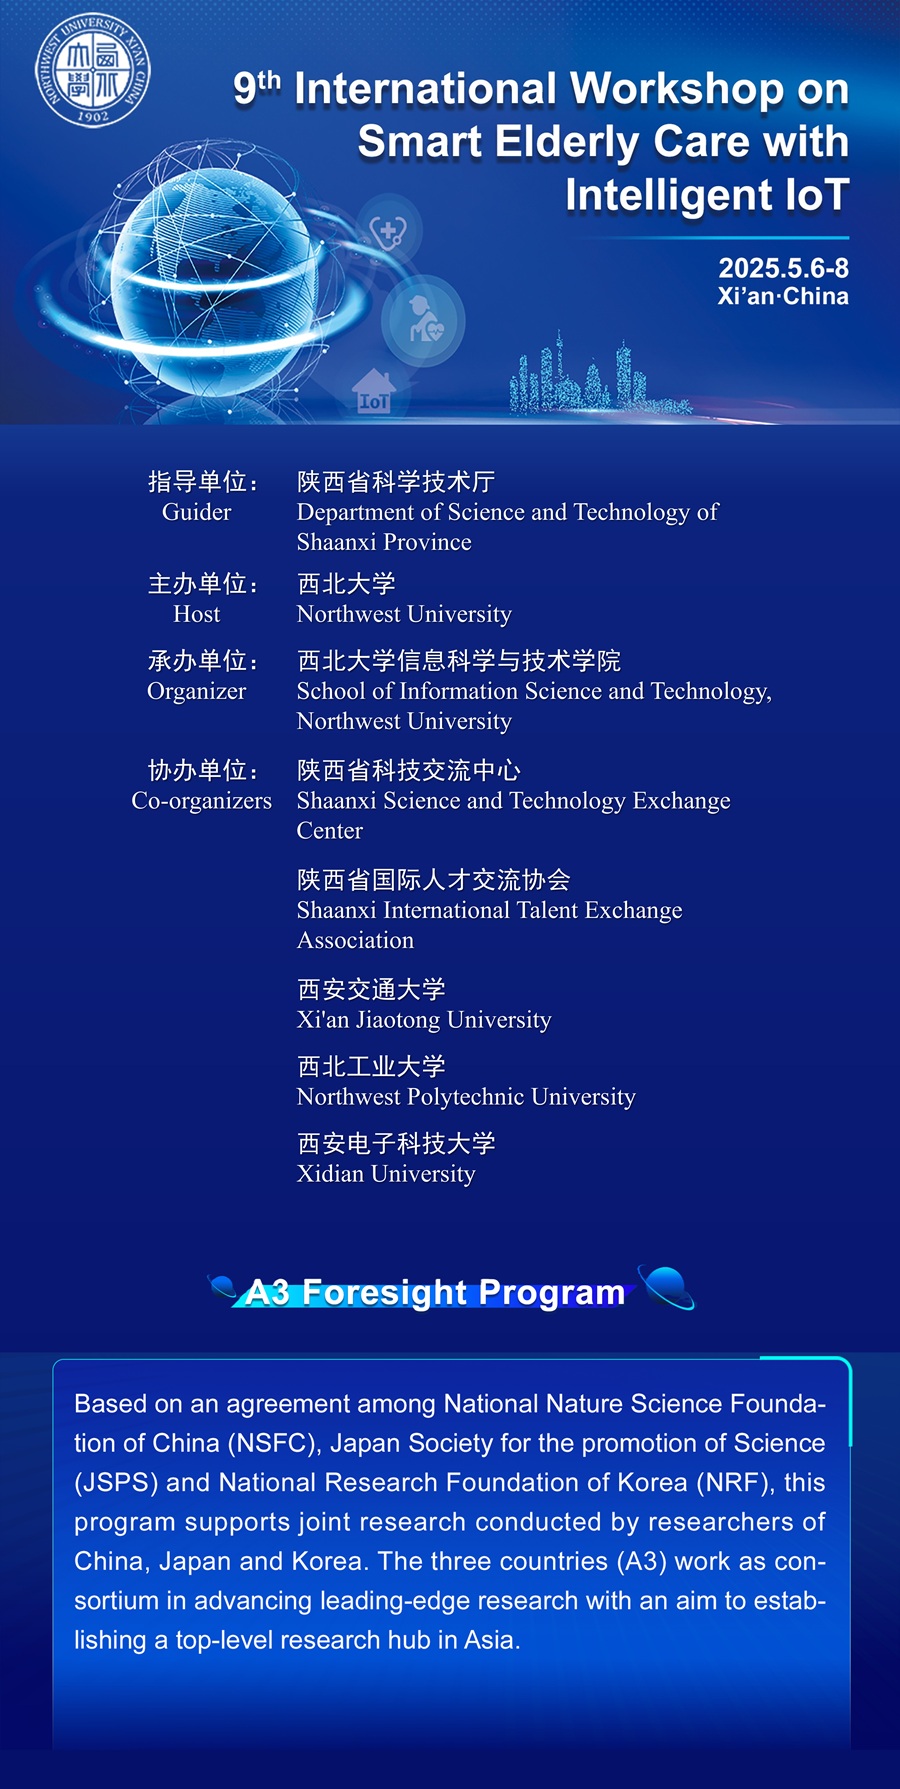 NORTHWEST UNIVERSITY XI'AN CHINA
1902
9th International Workshop on
Smart Elderly Care with
Intelligent IoT
2025.5.6-8
Xi’an·China
IoT
指导单位： 陕西省科学技术厅
Guider Department of Science and Technology of
Shaanxi Province
主办单位： 西北大学
Host Northwest University
承办单位： 西北大学信息科学与技术学院
Organizer School of Information Science and Technology,
Northwest University
协办单位： 陕西省科技交流中心
Co-organizers Shaanxi Science and Technology Exchange
Center
陕西省国际人才交流协会
Shaanxi International Talent Exchange
Association
西安交通大学
Xi'an Jiaotong University
西北工业大学
Northwest Polytechnic University
西安电子科技大学
Xidian University
A3 Foresight Program
Based on an agreement among National Nature Science Founda-
tion of China (NSFC), Japan Society for the promotion of Science
(JSPS) and National Research Foundation of Korea (NRF), this
program supports joint research conducted by researchers of
China, Japan and Korea. The three countries (A3) work as con-
sortium in advancing leading-edge research with an aim to estab-
lishing a top-level research hub in Asia.